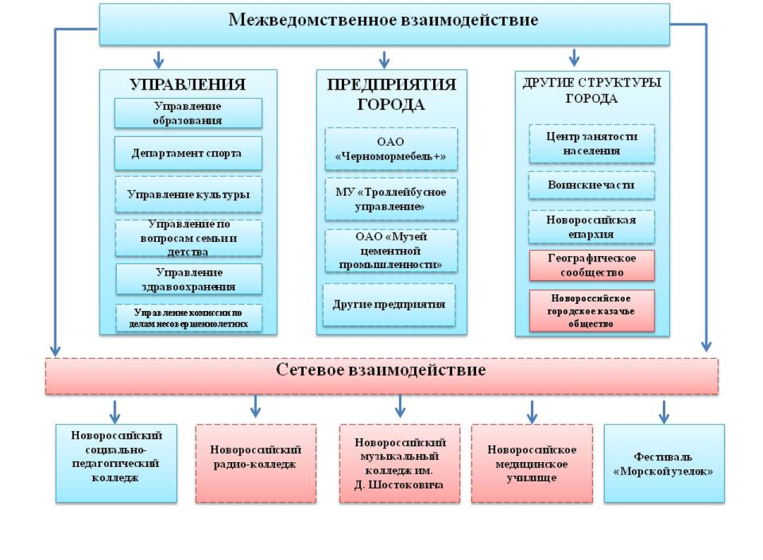 Межведомственное взаимодействие
УПРАВЛЕНИЯ
Управление
образования
Департамент спорта
Управление культуры
Управление по
вопросам семьи и
детства
Управление
здравоохранения
Управление комиссии по
делам несовершеннолетних
ПРЕДПРИЯТИЯ
ГОРОДА
ОАО
«Черномормебель+»
МУ «Троллейбусное
управление»
ОАО «Музей
цементной
промышленности»
Другие предприятия
ДРУГИЕ СТРУКТУРЫ
ГОРОДА
Центр занятости
населения
Воинские части
Новороссийская
епархия
Географическое
сообщество
Новороссийское
городское казачье
общество
Сетевое взаимодействие
Новороссийский
социально-
педагогический
колледж
Новороссийский
радио-колледж
Новороссийский
музыкальный
колледж им.
Д. Шостоковича
Новороссийское
медицинское
училище
Фестиваль
«Морской узелок»